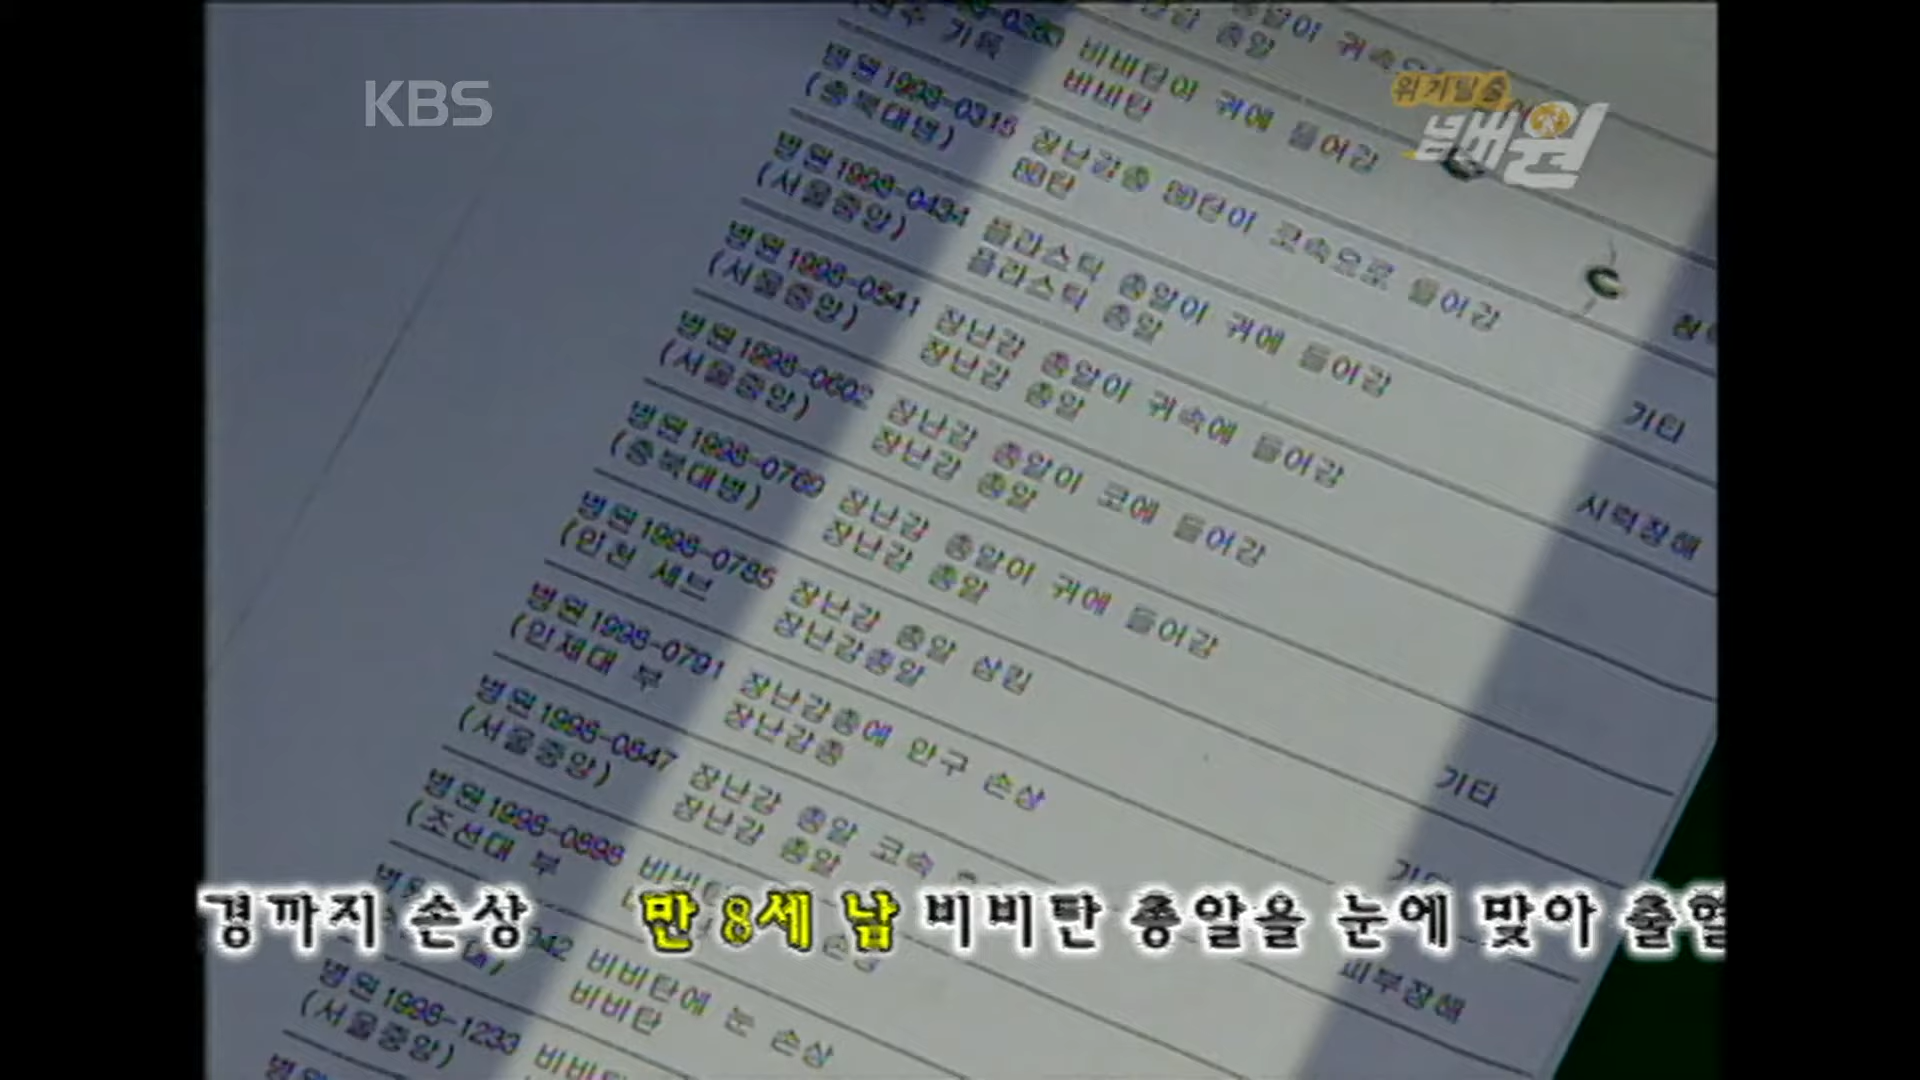 KBS
위기탈출
넘버원
비비탄이 귀에 들어감
비비탄
병원1998-0315
(충북대병)
장난감총 BB탄이 코속으로 들어감
BB탄
병원1998-0434
(서울중앙)
플라스틱 총알이 귀에 들어감
플라스틱 총알
기타
병원1998-0541
(서울중앙)
장난감 총알이 귀속에 들어감
장난감 총알
시력장해
병원1998-0602
(서울중앙)
장난감 총알이 코에 들어감
장난감 총알
병원1998-0769
(충북대병)
장난감 총알이 귀에 들어감
장난감 총알
병원1998-0785
(인천 세브
장난감 총알 삼킴
장난감총알
기타
병원1998-0791
(인제대 부
장난감총에 안구 손상
장난감총
병원1998-0847
(서울중앙)
장난감 총알 코속
장난감 총알
피부장해
병원1998-0898
(조선대 부
경까지 손상 만 8세 남 비비탄 총알을 눈에 맞아 출혈
비비탄에 눈 손상
비비탄
병원1998-1233
(서울중앙)